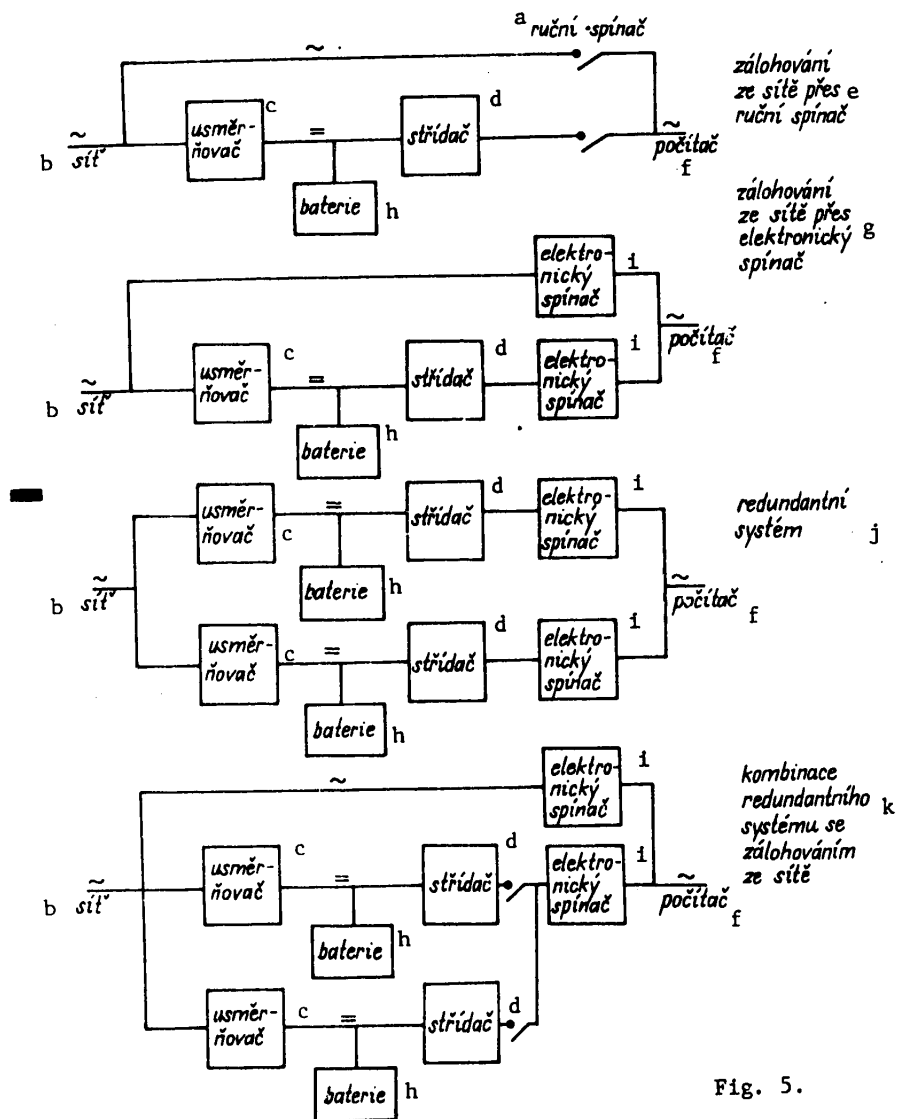 a ruční spínač
~
zálohování
ze sítě přes e
ruční spínač
b ~ síť
usměr-
ňovač
c
=
střídač
d
~
počítač
f
baterie h
zálohování
ze sítě přes
elektronický g
spínač
elektro-
nický
spínač
i
b ~ síť
usměr-
ňovač
c
=
střídač
d
elektro-
nický
spínač
i
~
počítač
f
baterie h
usměr-
ňovač
c
=
střídač
d
elektro-
nický
spínač
i
redundantní
systém j
baterie h
b ~ síť
~
počítač
f
usměr-
ňovač
c
=
střídač
d
elektro-
nický
spínač
i
baterie h
~
elektro-
nický
spínač
i
kombinace
redundantního k
systému se
zálohováním
ze sítě
b ~ síť
usměr-
ňovač
c
=
střídač
d
elektro-
nický
spínač
i
~
počítač
f
baterie h
usměr-
ňovač
c
=
střídač
d
baterie h
Fig. 5.